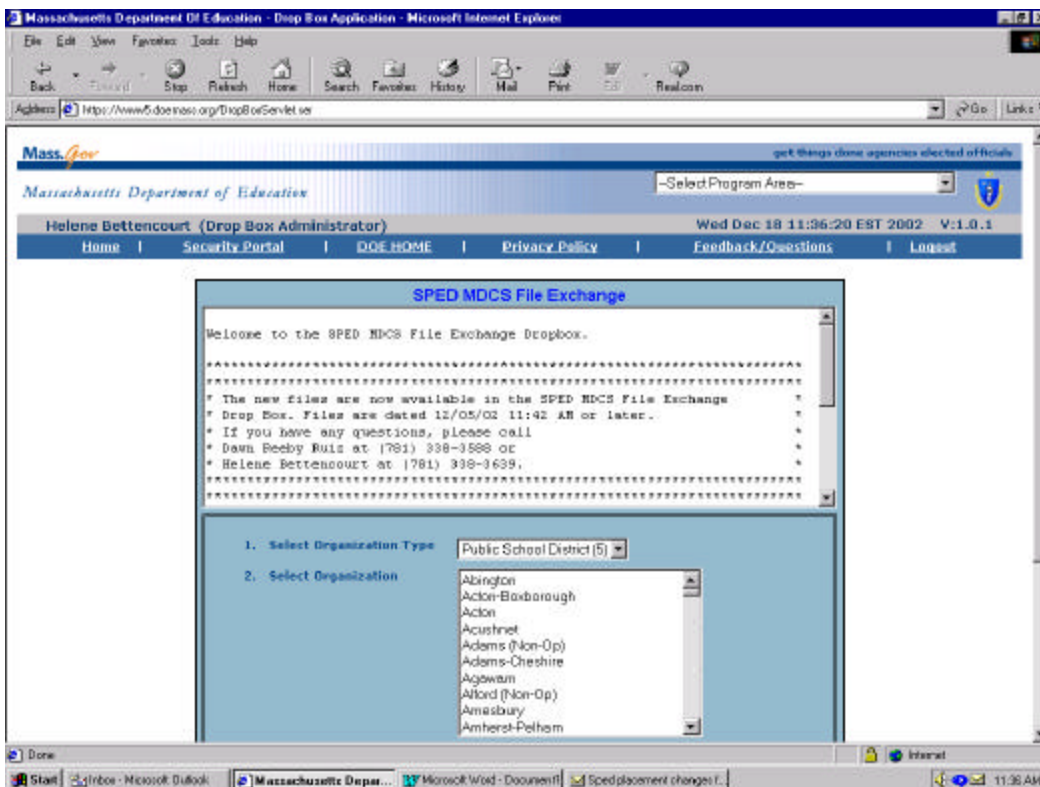 Massachusetts Department Of Education - Drop Box Application - Microsoft Internet Explorer
File Edit View Favorites Tools Help
Back Forward Stop Refresh Home Search Favorites History Mail Print Edit Real.com
Address https://www5.doemass.org/DropBoxServlet.ser Go Links
Mass.Gov get things done agencies elected officials
Massachusetts Department of Education --Select Program Area--
Helene Bettencourt (Drop Box Administrator) Wed Dec 18 11:36:20 EST 2002 V:1.0.1
Home | Security Portal | DOE HOME | Privacy Policy | Feedback/Questions | Logout
SPED MDCS File Exchange
Welcome to the SPED MDCS File Exchange Dropbox.
* The new files are now available in the SPED MDCS File Exchange *
* Drop Box. Files are dated 12/05/02 11:42 AM or later. *
* If you have any questions, please call *
* Dawn Beeby Ruiz at (781) 338-3588 or *
* Helene Bettencourt at (781) 338-3639. *
1. Select Organization Type Public School District (5)
2. Select Organization
Abington
Acton-Boxborough
Acton
Acushnet
Adams (Non-Op)
Adams-Cheshire
Agawam
Alford (Non-Op)
Amesbury
Amherst-Pelham
Done Internet
Start Inbox - Microsoft Outlook Massachusetts Depar... Microsoft Word - Document1 Sped placement changes f... 11:36 AM